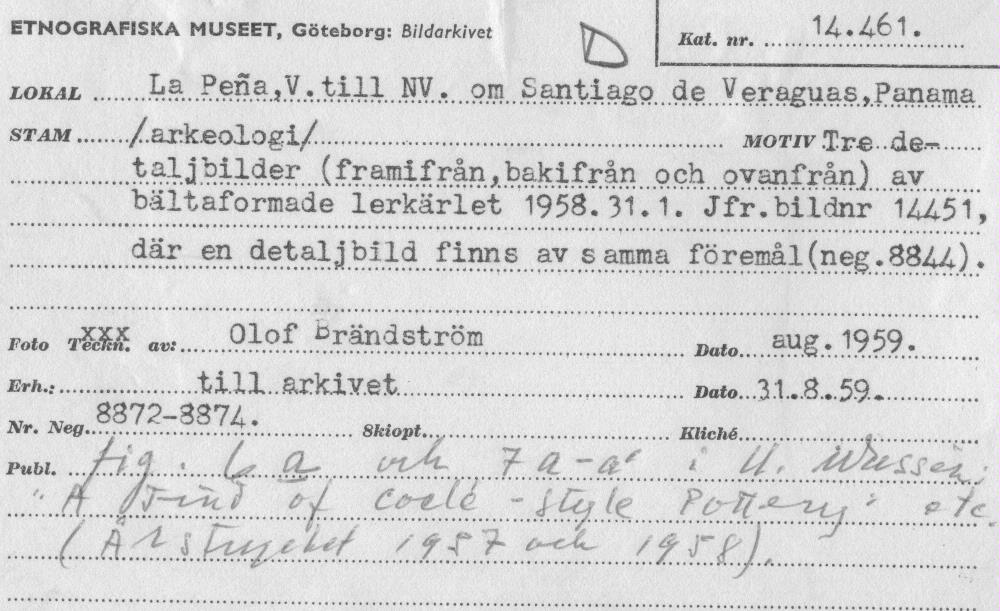 ETNOGRAFISKA MUSEET, Göteborg: Bildarkivet
Kat. nr. 14.461.
LOKAL La Peña,V.till NV. om Santiago de Veraguas,Panama
STAM /arkeologi/ MOTIV Tre de-
taljbilder (framifrån,bakifrån och ovanfrån) av
bältaformade lerkärlet 1958.31.1. Jfr.bildnr 14451,
där en detaljbild finns av samma föremål(neg.8844).
Foto Teckn. av: Olof Brändström Dato aug. 1959.
xxx
Erh.: till arkivet Dato 31.8.59.
Nr. Neg. 8872-8874. Skiopt. Kliché
Publ. fig. 6 a och 7 a-a' i H. Wassén:
"A Find of Coclé-style Pottery" etc.
(Årstrycket 1957 och 1958).